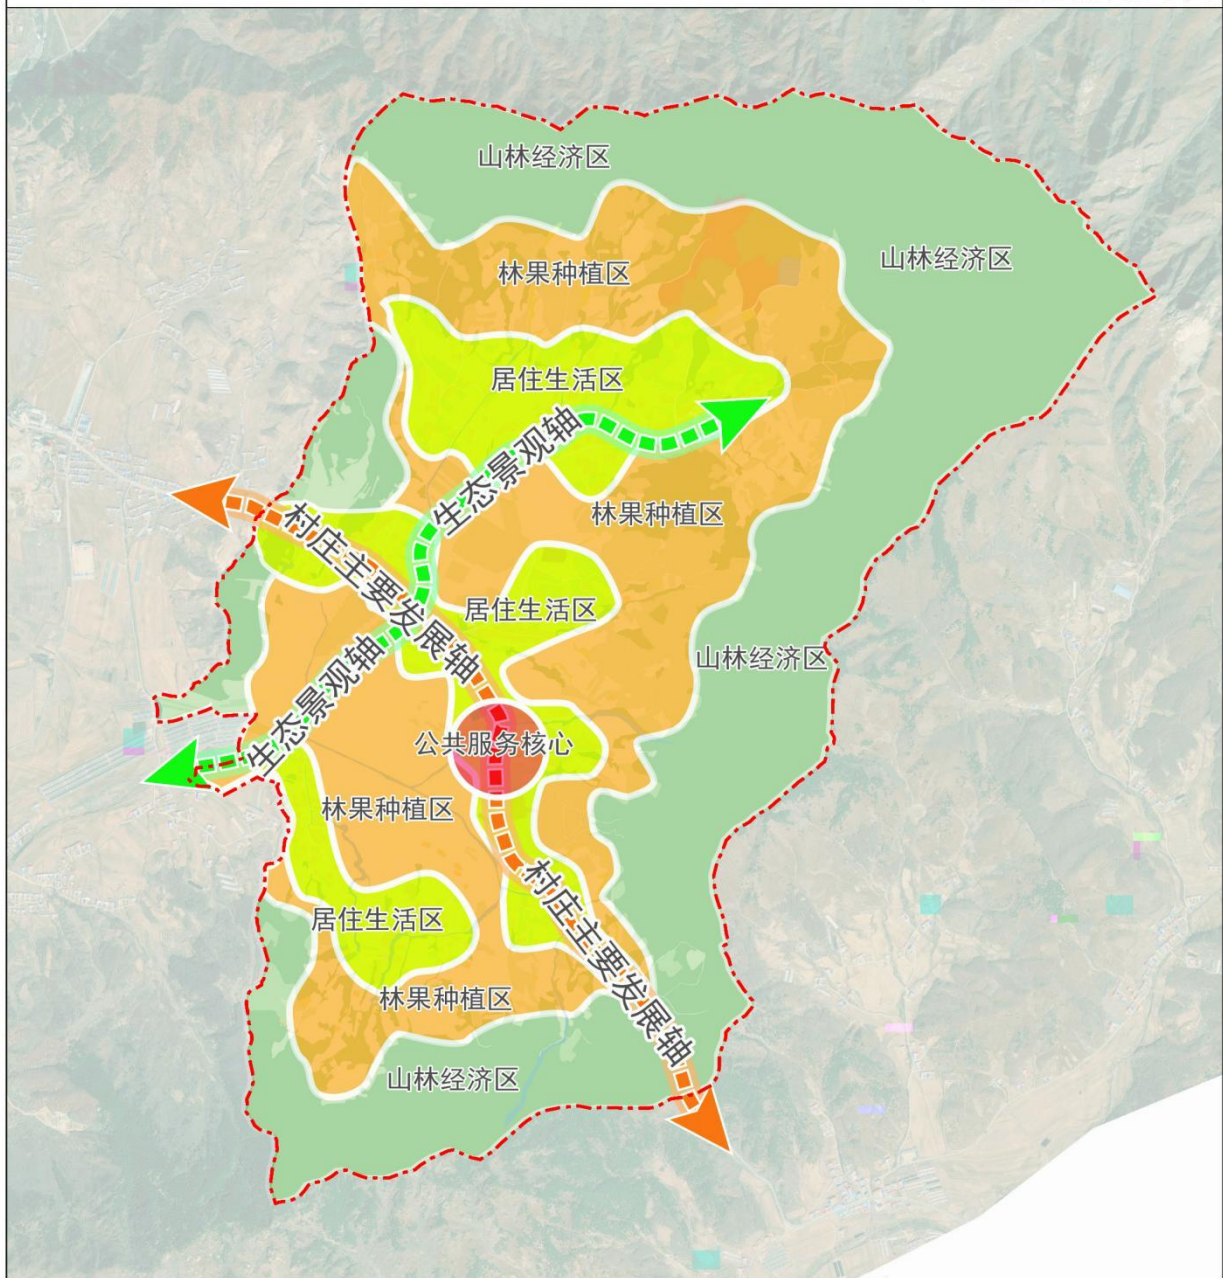 山林经济区
山林经济区
林果种植区
居住生活区
生态景观轴
林果种植区
村庄主要发展轴
居住生活区
山林经济区
生态景观轴
公共服务核心
林果种植区
村庄主要发展轴
居住生活区
林果种植区
山林经济区